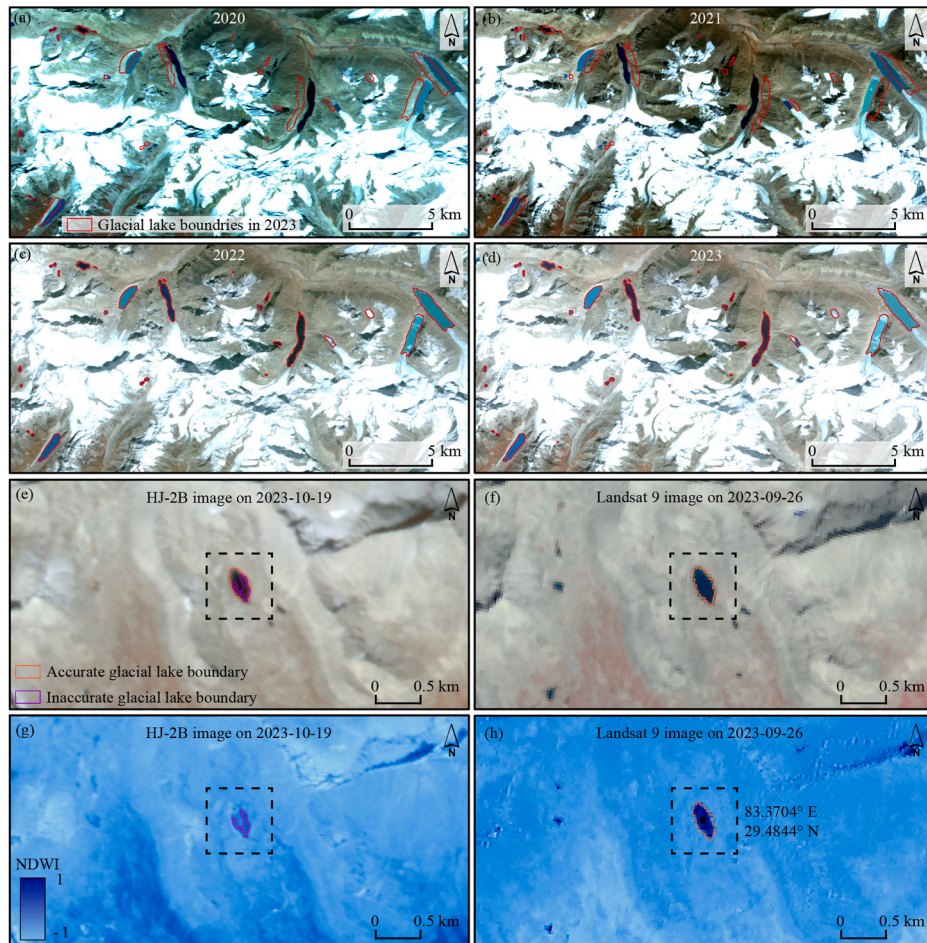 (a)
2020
N
Glacial lake boundries in 2023
0
5 km
(b)
2021
N
0
5 km
(c)
2022
N
0
5 km
(d)
2023
N
0
5 km
(e)
HJ-2B image on 2023-10-19
N
Accurate glacial lake boundary
Inaccurate glacial lake boundary
0
0.5 km
(f)
Landsat 9 image on 2023-09-26
N
0
0.5 km
(g)
HJ-2B image on 2023-10-19
N
NDWI
1
-1
0
0.5 km
(h)
Landsat 9 image on 2023-09-26
N
83.3704° E
29.4844° N
0
0.5 km